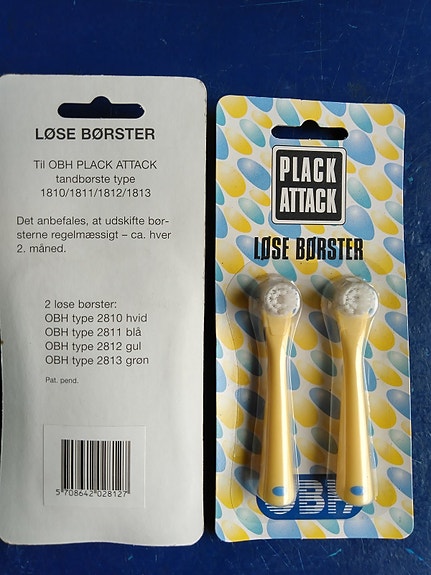 LØSE BØRSTER
Til OBH PLACK ATTACK
tandbørste type
1810/1811/1812/1813
Det anbefales, at udskifte bør-
sterne regelmæssigt – ca. hver
2. måned.
2 løse børster:
OBH type 2810 hvid
OBH type 2811 blå
OBH type 2812 gul
OBH type 2813 grøn
Pat. pend.
5 708642 028127
PLACK
ATTACK
LØSE BØRSTER
OBH